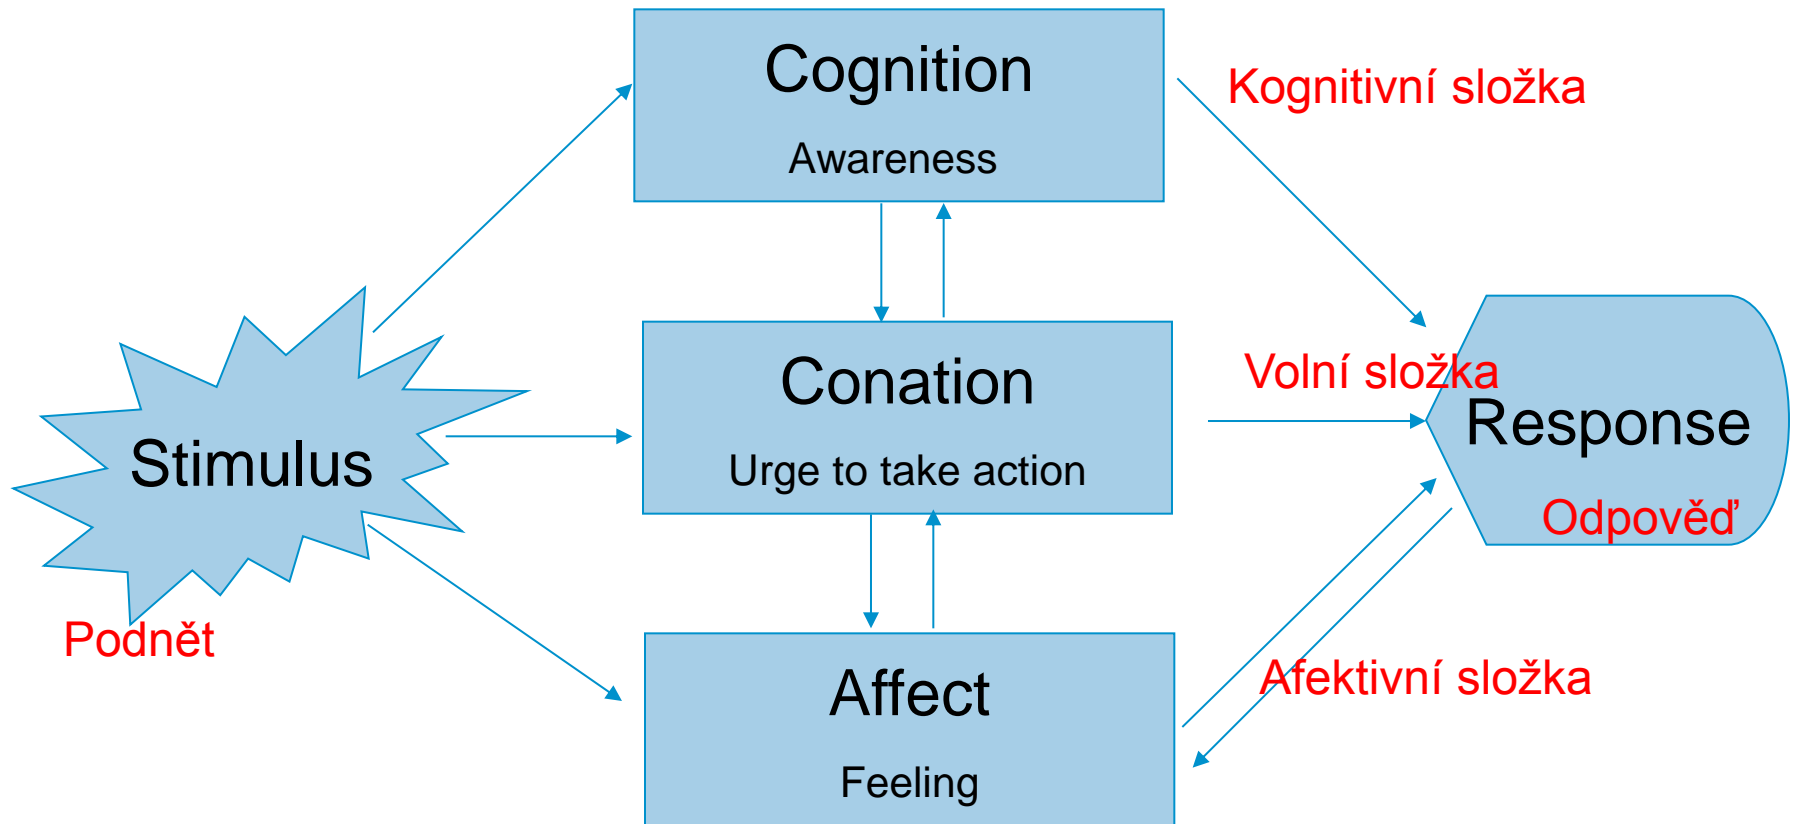 Cognition
Awareness
Kognitivní složka
Conation
Urge to take action
Volní složka
Response
Odpověď
Stimulus
Podnět
Affect
Feeling
Afektivní složka